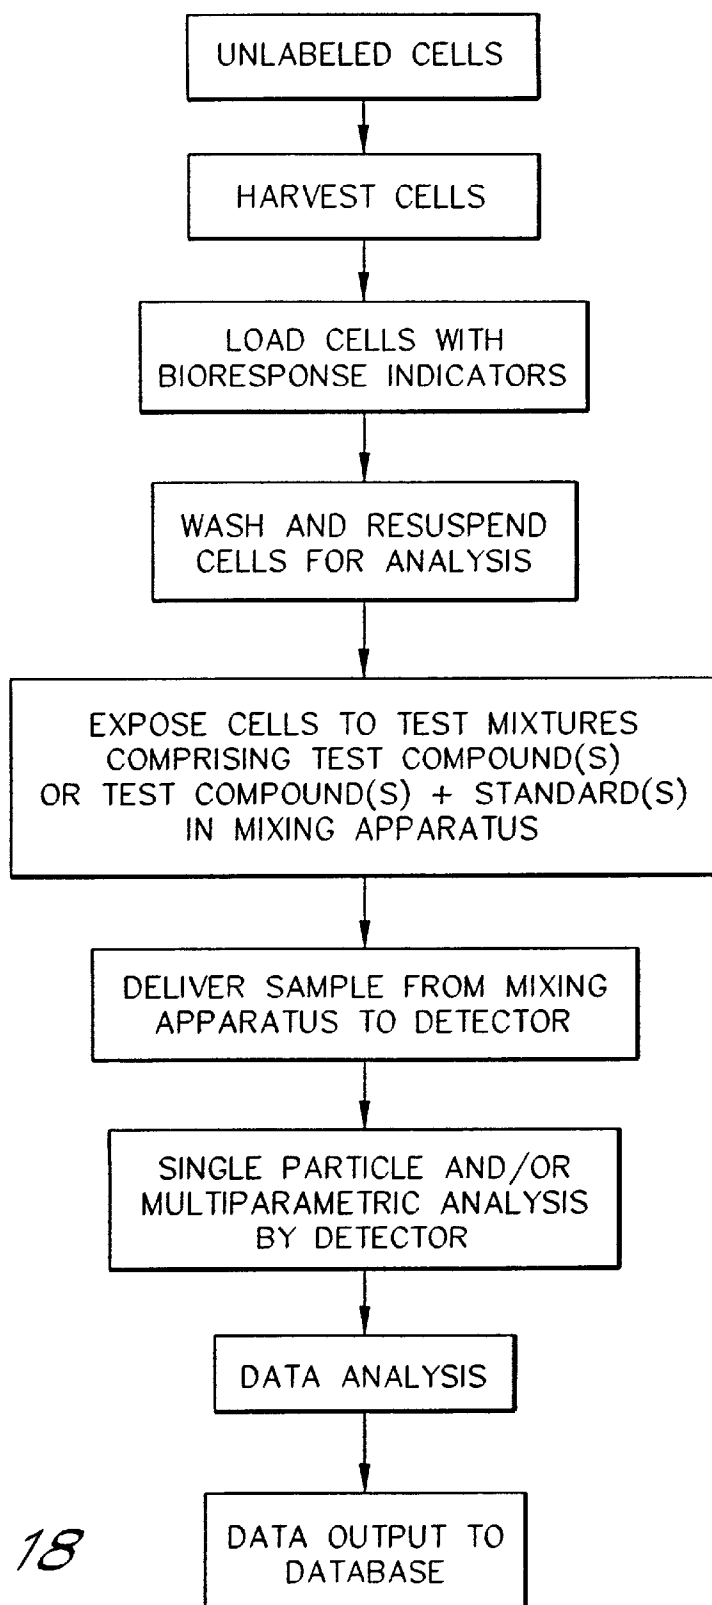 UNLABELED CELLS
HARVEST CELLS
LOAD CELLS WITH
BIORESPONSE INDICATORS
WASH AND RESUSPEND
CELLS FOR ANALYSIS
EXPOSE CELLS TO TEST MIXTURES
COMPRISING TEST COMPOUND(S)
OR TEST COMPOUND(S) + STANDARD(S)
IN MIXING APPARATUS
DELIVER SAMPLE FROM MIXING
APPARATUS TO DETECTOR
SINGLE PARTICLE AND/OR
MULTIPARAMETRIC ANALYSIS
BY DETECTOR
DATA ANALYSIS
DATA OUTPUT TO
DATABASE
18